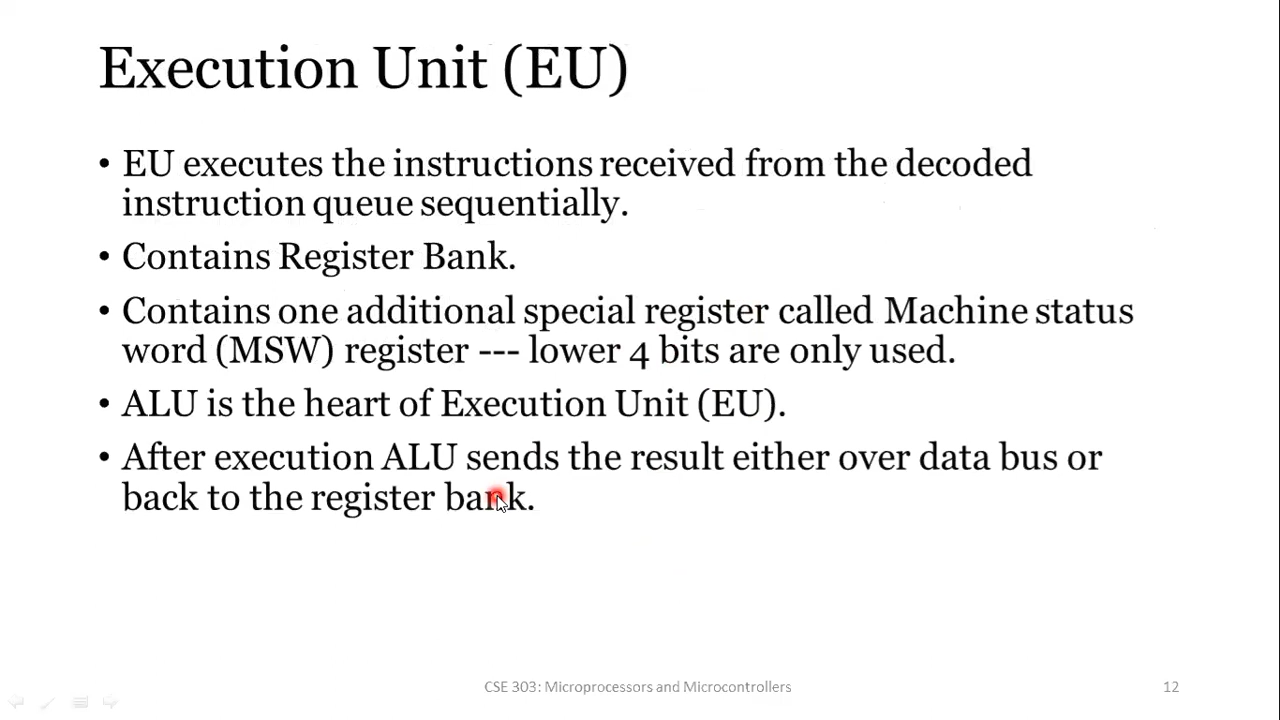 Execution Unit (EU)
• EU executes the instructions received from the decoded
instruction queue sequentially.
• Contains Register Bank.
• Contains one additional special register called Machine status
word (MSW) register --- lower 4 bits are only used.
• ALU is the heart of Execution Unit (EU).
• After execution ALU sends the result either over data bus or
back to the register bank.
CSE 303: Microprocessors and Microcontrollers
12